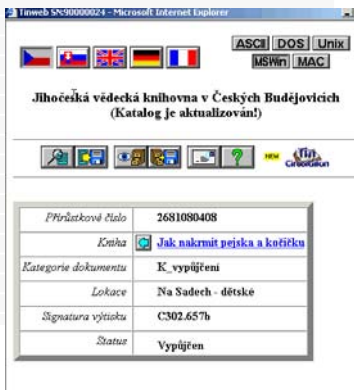 Tinweb SN:90000024 - Microsoft Internet Explorer
ASCII DOS Unix
MSWin MAC
Jihočeská vědecká knihovna v Českých Budějovicích
(Katalog je aktualizován!)
NEW Tin
Přírůstkové číslo 2681080408
Kniha Jak nakrmit pejska a kočičku
Kategorie dokumentu K_vypůjčení
Lokace Na Sadech - dětské
Signatura výtisku C302.657b
Status Vypůjčen